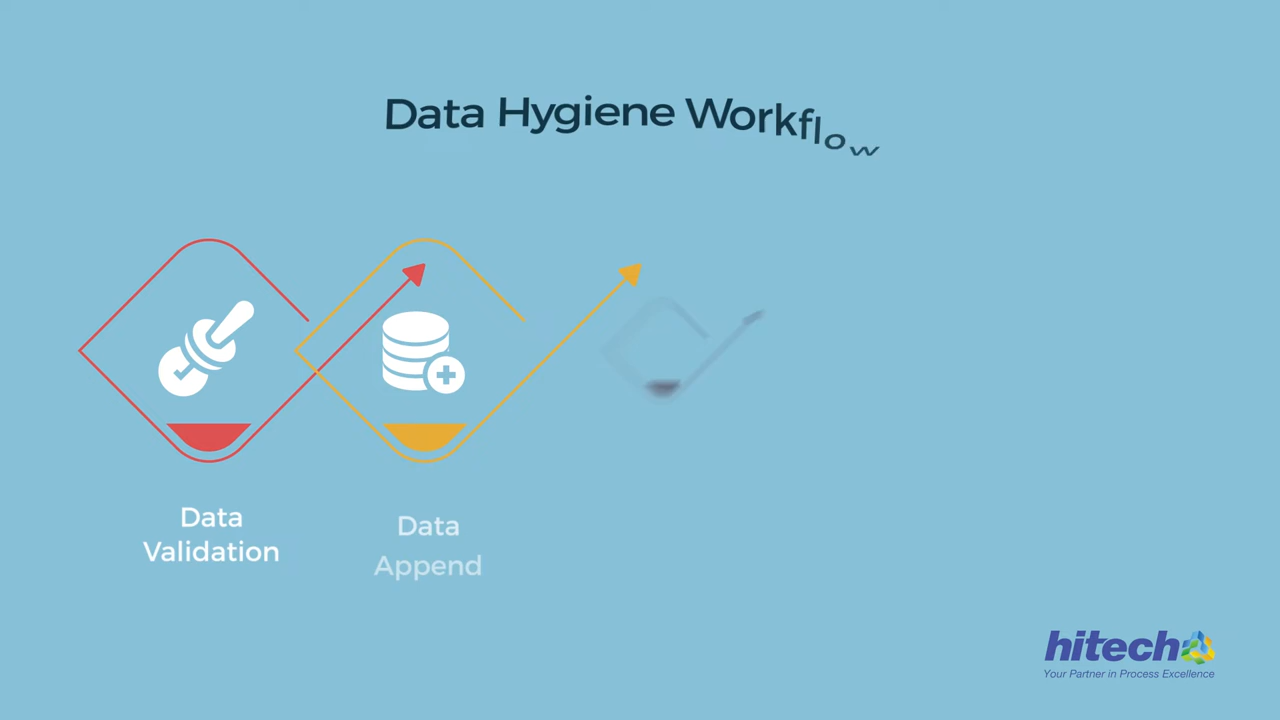 Data Hygiene Workflow
Data
Validation
Data
Append
hitech
Your Partner in Process Excellence